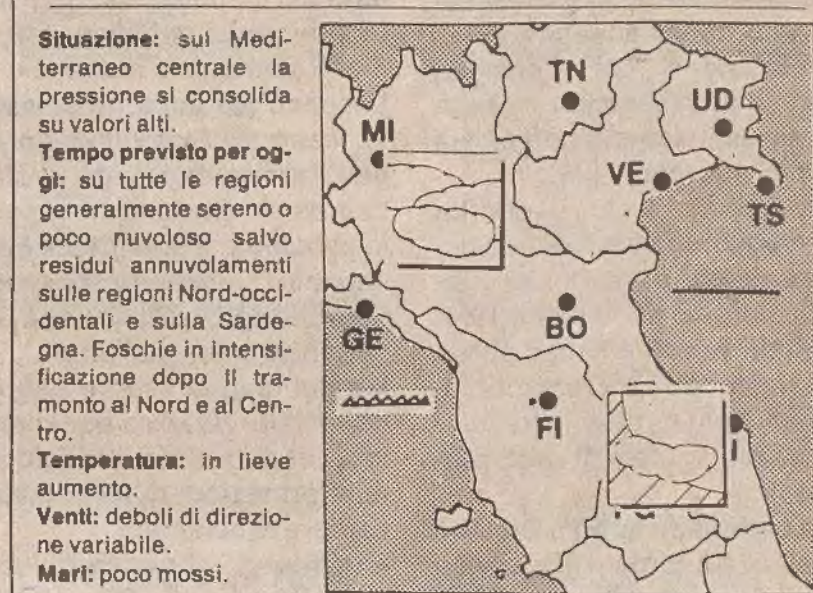 Situazione: sul Medi-
terraneo centrale la
pressione si consolida
su valori alti.
Tempo previsto per og-
gi: su tutte le regioni
generalmente sereno o
poco nuvoloso salvo
residui annuvolamenti
sulle regioni Nord-occi-
dentali e sulla Sarde-
gna. Foschie in intensi-
ficazione dopo il tra-
monto al Nord e al Cen-
tro.
Temperatura: in lieve
aumento.
Venti: deboli di direzio-
ne variabile.
Mari: poco mossi.
TN
UD
MI
VE
TS
GE
BO
FI